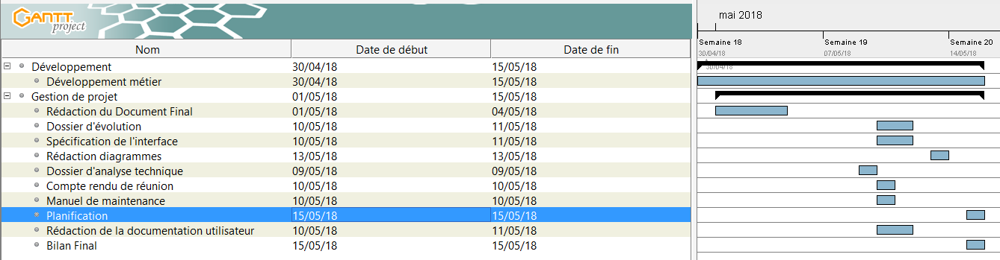 GANTT
project
mai 2018
Semaine 18 Semaine 19 Semaine 20
30/04/18 07/05/18 14/05/18
Nom Date de début Date de fin
Développement 30/04/18 15/05/18 30/04/18
Développement métier 30/04/18 15/05/18
Gestion de projet 01/05/18 15/05/18
Rédaction du Document Final 01/05/18 04/05/18
Dossier d'évolution 10/05/18 11/05/18
Spécification de l'interface 10/05/18 11/05/18
Rédaction diagrammes 13/05/18 13/05/18
Dossier d'analyse technique 09/05/18 09/05/18
Compte rendu de réunion 10/05/18 10/05/18
Manuel de maintenance 10/05/18 10/05/18
Planification 15/05/18 15/05/18
Rédaction de la documentation utilisateur 10/05/18 11/05/18
Bilan Final 15/05/18 15/05/18